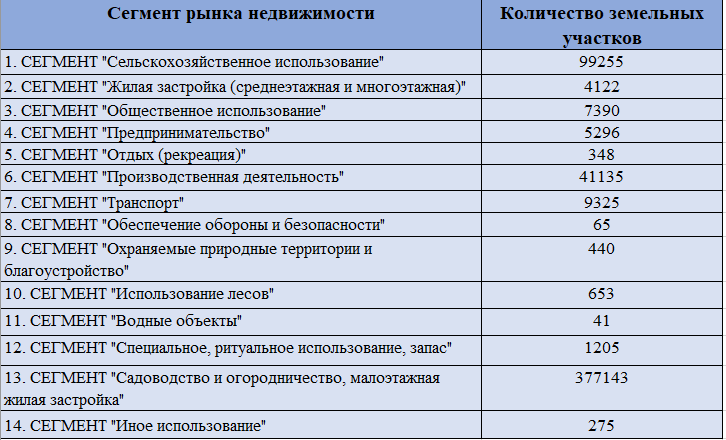 Сегмент рынка недвижимости
Количество земельных
участков
1. СЕГМЕНТ "Сельскохозяйственное использование"
99255
2. СЕГМЕНТ "Жилая застройка (среднеэтажная и многоэтажная)"
4122
3. СЕГМЕНТ "Общественное использование"
7390
4. СЕГМЕНТ "Предпринимательство"
5296
5. СЕГМЕНТ "Отдых (рекреация)"
348
6. СЕГМЕНТ "Производственная деятельность"
41135
7. СЕГМЕНТ "Транспорт"
9325
8. СЕГМЕНТ "Обеспечение обороны и безопасности"
65
9. СЕГМЕНТ "Охраняемые природные территории и
благоустройство"
440
10. СЕГМЕНТ "Использование лесов"
653
11. СЕГМЕНТ "Водные объекты"
41
12. СЕГМЕНТ "Специальное, ритуальное использование, запас"
1205
13. СЕГМЕНТ "Садоводство и огородничество, малоэтажная
жилая застройка"
377143
14. СЕГМЕНТ "Иное использование"
275